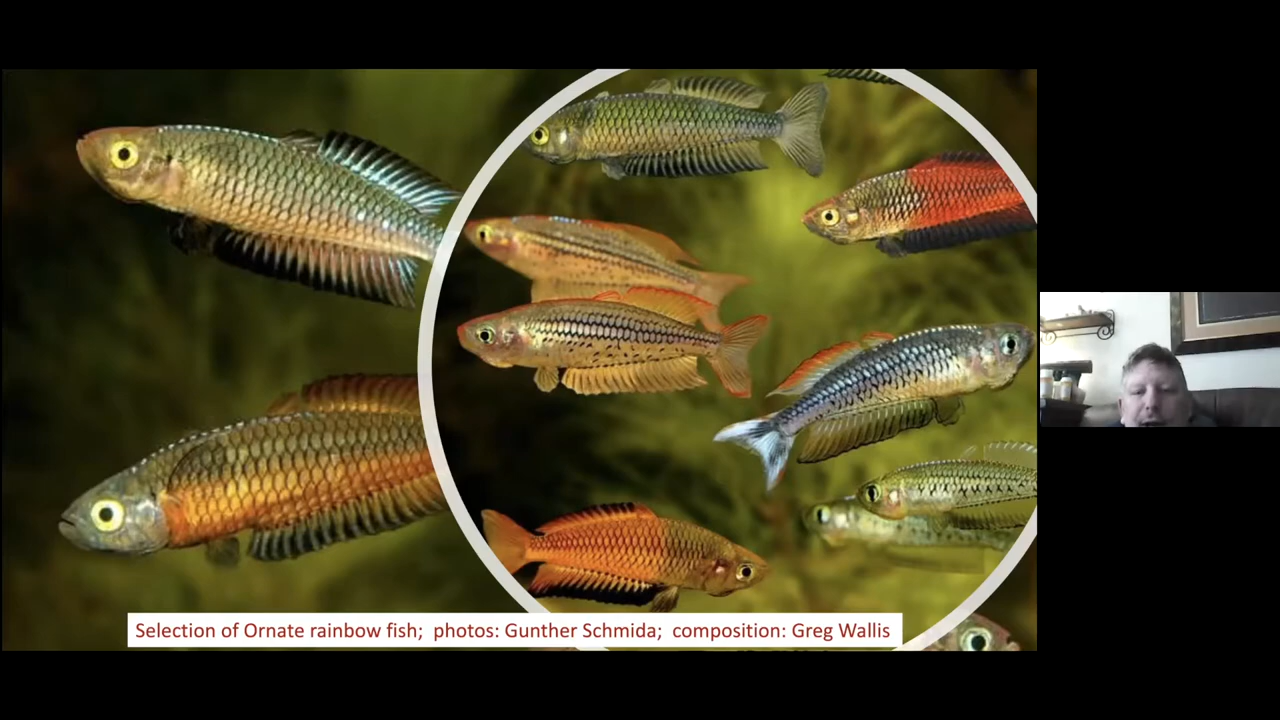 Selection of Ornate rainbow fish;  photos: Gunther Schmida;  composition: Greg Wallis